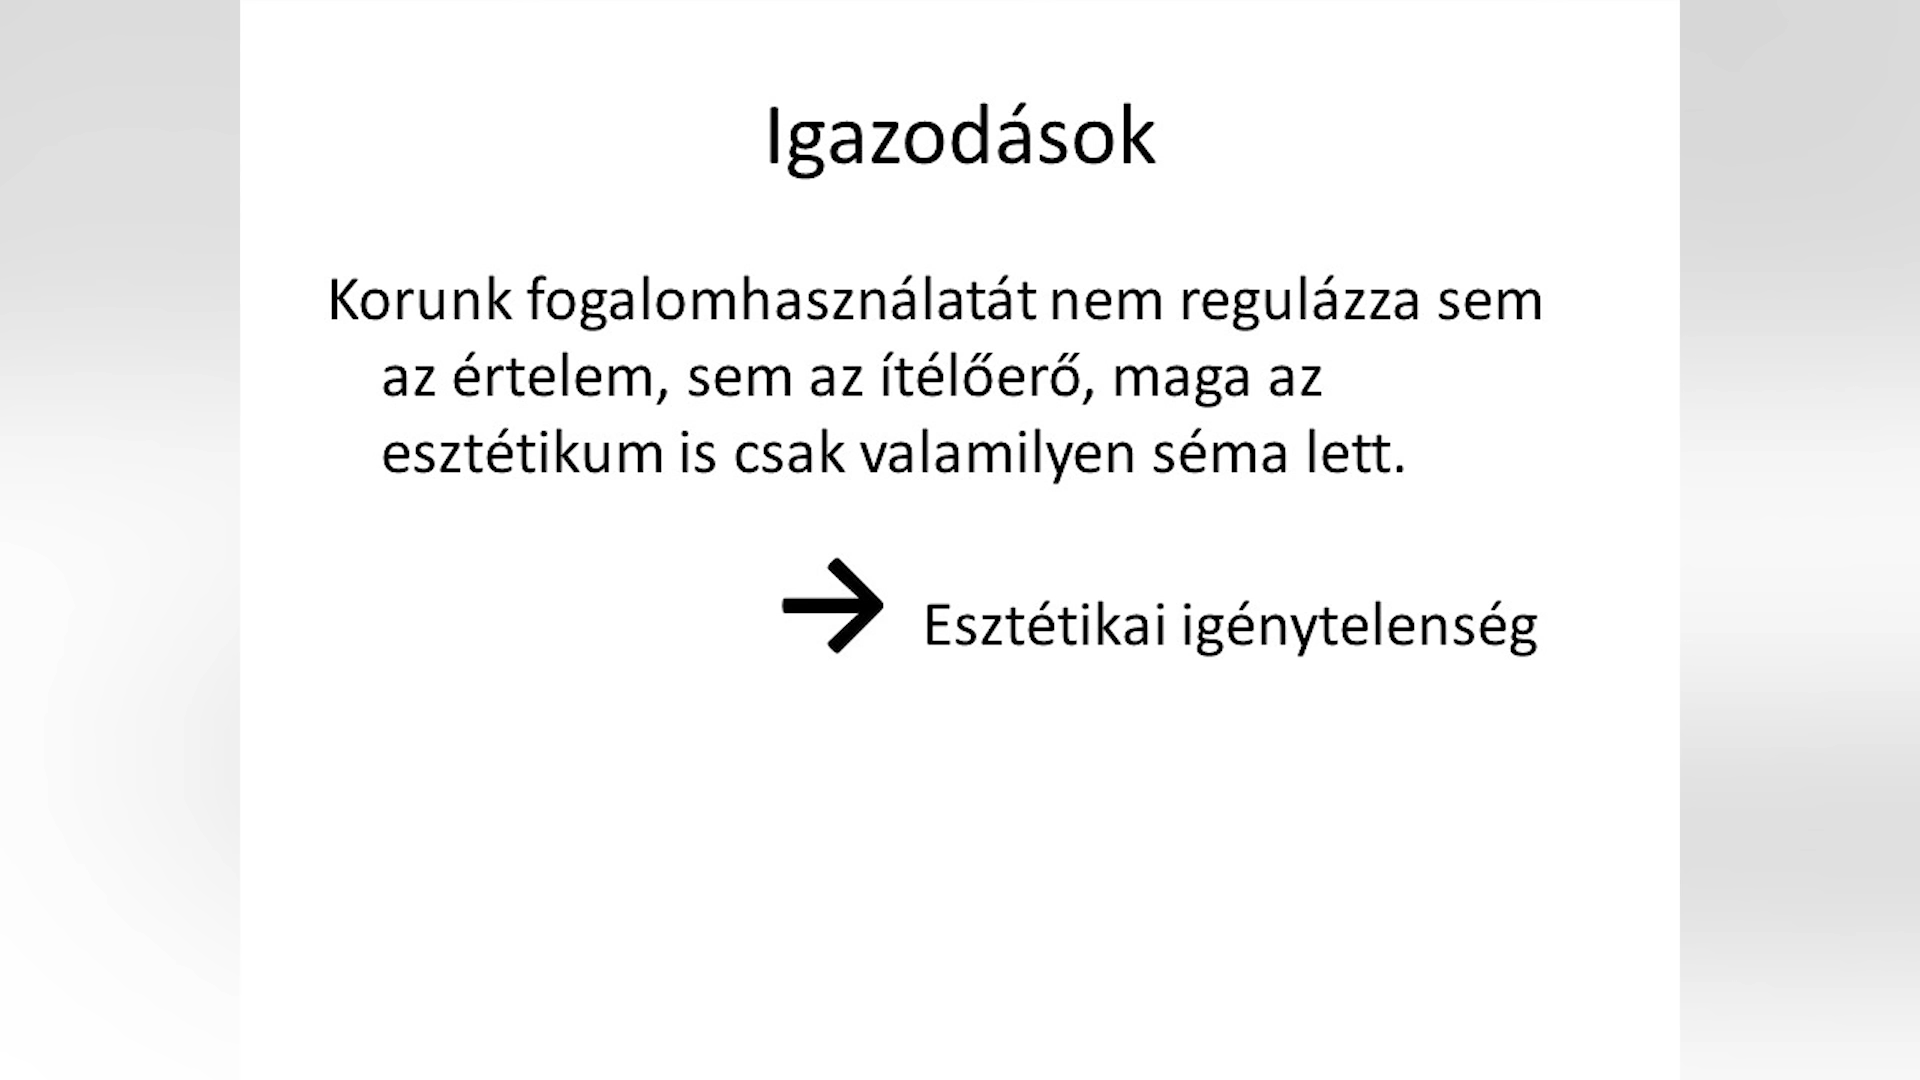 Igazodások
Korunk fogalomhasználatát nem regulázza sem
az értelem, sem az ítélőerő, maga az
esztétikum is csak valamilyen séma lett.
→ Esztétikai igénytelenség